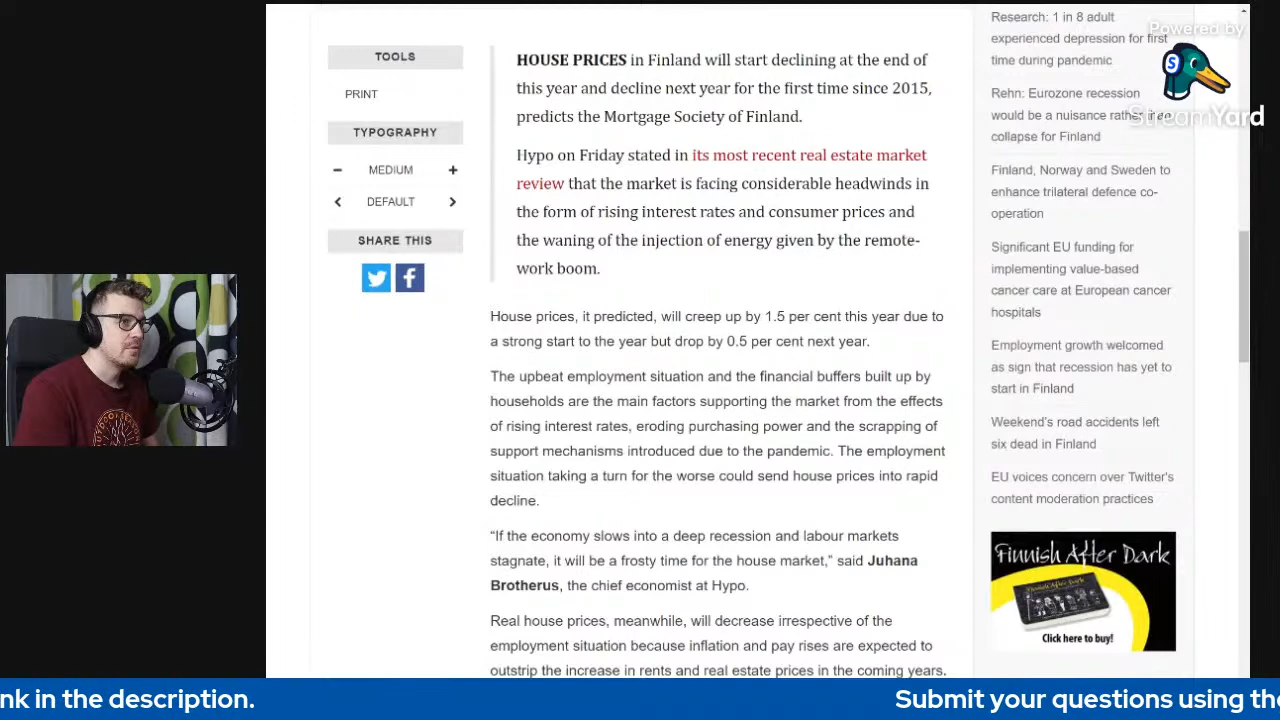 TOOLS
PRINT
TYPOGRAPHY
MEDIUM
DEFAULT
SHARE THIS
HOUSE PRICES in Finland will start declining at the end of
this year and decline next year for the first time since 2015,
predicts the Mortgage Society of Finland.
Hypo on Friday stated in its most recent real estate market
review that the market is facing considerable headwinds in
the form of rising interest rates and consumer prices and
the waning of the injection of energy given by the remote-
work boom.
House prices, it predicted, will creep up by 1.5 per cent this year due to
a strong start to the year but drop by 0.5 per cent next year.
The upbeat employment situation and the financial buffers built up by
households are the main factors supporting the market from the effects
of rising interest rates, eroding purchasing power and the scrapping of
support mechanisms introduced due to the pandemic. The employment
situation taking a turn for the worse could send house prices into rapid
decline.
“If the economy slows into a deep recession and labour markets
stagnate, it will be a frosty time for the house market,” said Juhana
Brotherus, the chief economist at Hypo.
Real house prices, meanwhile, will decrease irrespective of the
employment situation because inflation and pay rises are expected to
outstrip the increase in rents and real estate prices in the coming years.
Research: 1 in 8 adult
experienced depression for first
time during pandemic
Rehn: Eurozone recession
would be a nuisance rather than
collapse for Finland
Finland, Norway and Sweden to
enhance trilateral defence co-
operation
Significant EU funding for
implementing value-based
cancer care at European cancer
hospitals
Employment growth welcomed
as sign that recession has yet to
start in Finland
Weekend's road accidents left
six dead in Finland
EU voices concern over Twitter's
content moderation practices
Finnish After Dark
Click here to buy!
Powered by
S
StreamYard
nk in the description.
Submit your questions using the